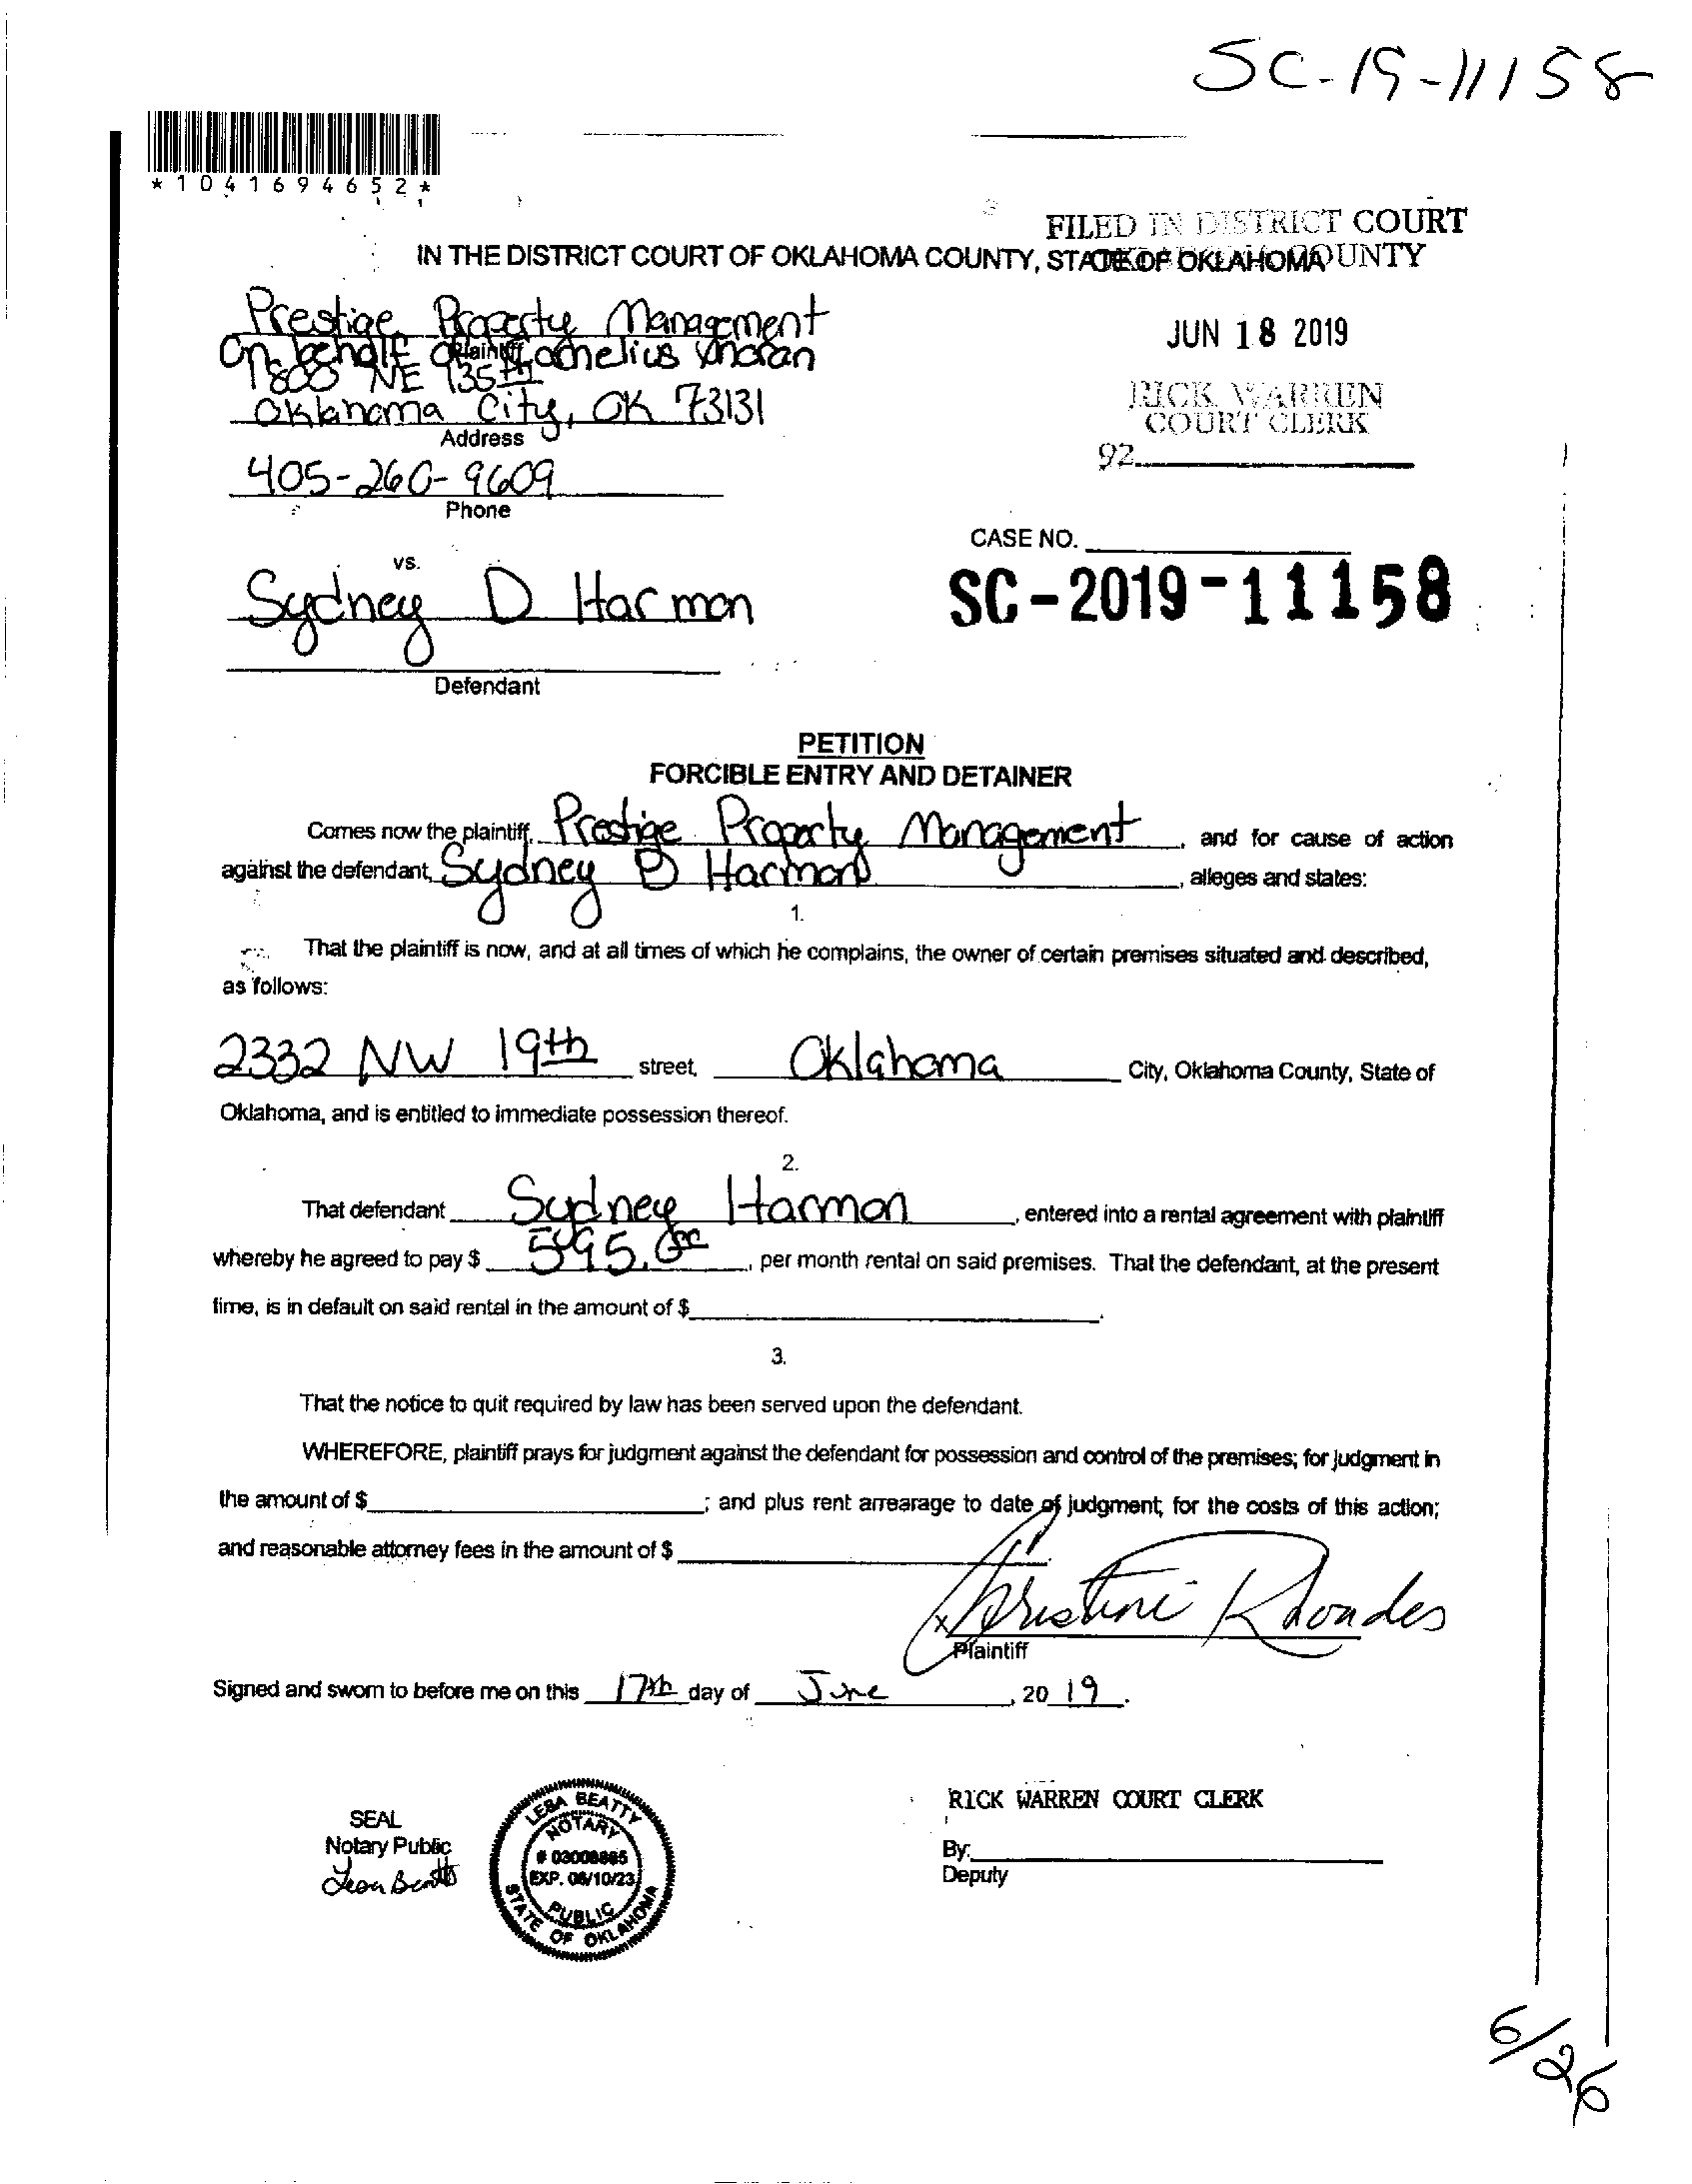 SC-19-11158
*1041694652*
FILED IN DISTRICT COURT
OKLAHOMA COUNTY
IN THE DISTRICT COURT OF OKLAHOMA COUNTY, STATE OF OKLAHOMA
JUN 18 2019
RICK WARREN
COURT CLERK
92
Prestige Property Management
Plaintiff
On behalf of Cornelius
1800 NE 135th
Oklahoma City, OK 73131
Address
405-260-9609
Phone
vs.
CASE NO.
SC-2019-11158
Sydney D Harmon
Defendant
PETITION
FORCIBLE ENTRY AND DETAINER
Comes now the plaintiff, Prestige Property Management, and for cause of action
against the defendant, Sydney D Harmon, alleges and states:
1.
That the plaintiff is now, and at all times of which he complains, the owner of certain premises situated and described,
as follows:
2332 NW 19th street, Oklahoma City, Oklahoma County, State of
Oklahoma, and is entitled to immediate possession thereof.
2.
That defendant Sydney Harmon, entered into a rental agreement with plaintiff
whereby he agreed to pay $ 595.00, per month rental on said premises. That the defendant, at the present
time, is in default on said rental in the amount of $.
3.
That the notice to quit required by law has been served upon the defendant.
WHEREFORE, plaintiff prays for judgment against the defendant for possession and control of the premises; for judgment in
the amount of $; and plus rent arrearage to date of judgment; for the costs of this action;
and reasonable attorney fees in the amount of $.
x Christine Rhoades
Plaintiff
Signed and sworn to before me on this 17th day of June, 20 19.
RICK WARREN COURT CLERK
SEAL
Notary Public
LESA BEATTY
NOTARY
# 03008885
EXP. 06/10/23
PUBLIC
STATE OF OKLAHOMA
By:
Deputy
6/26